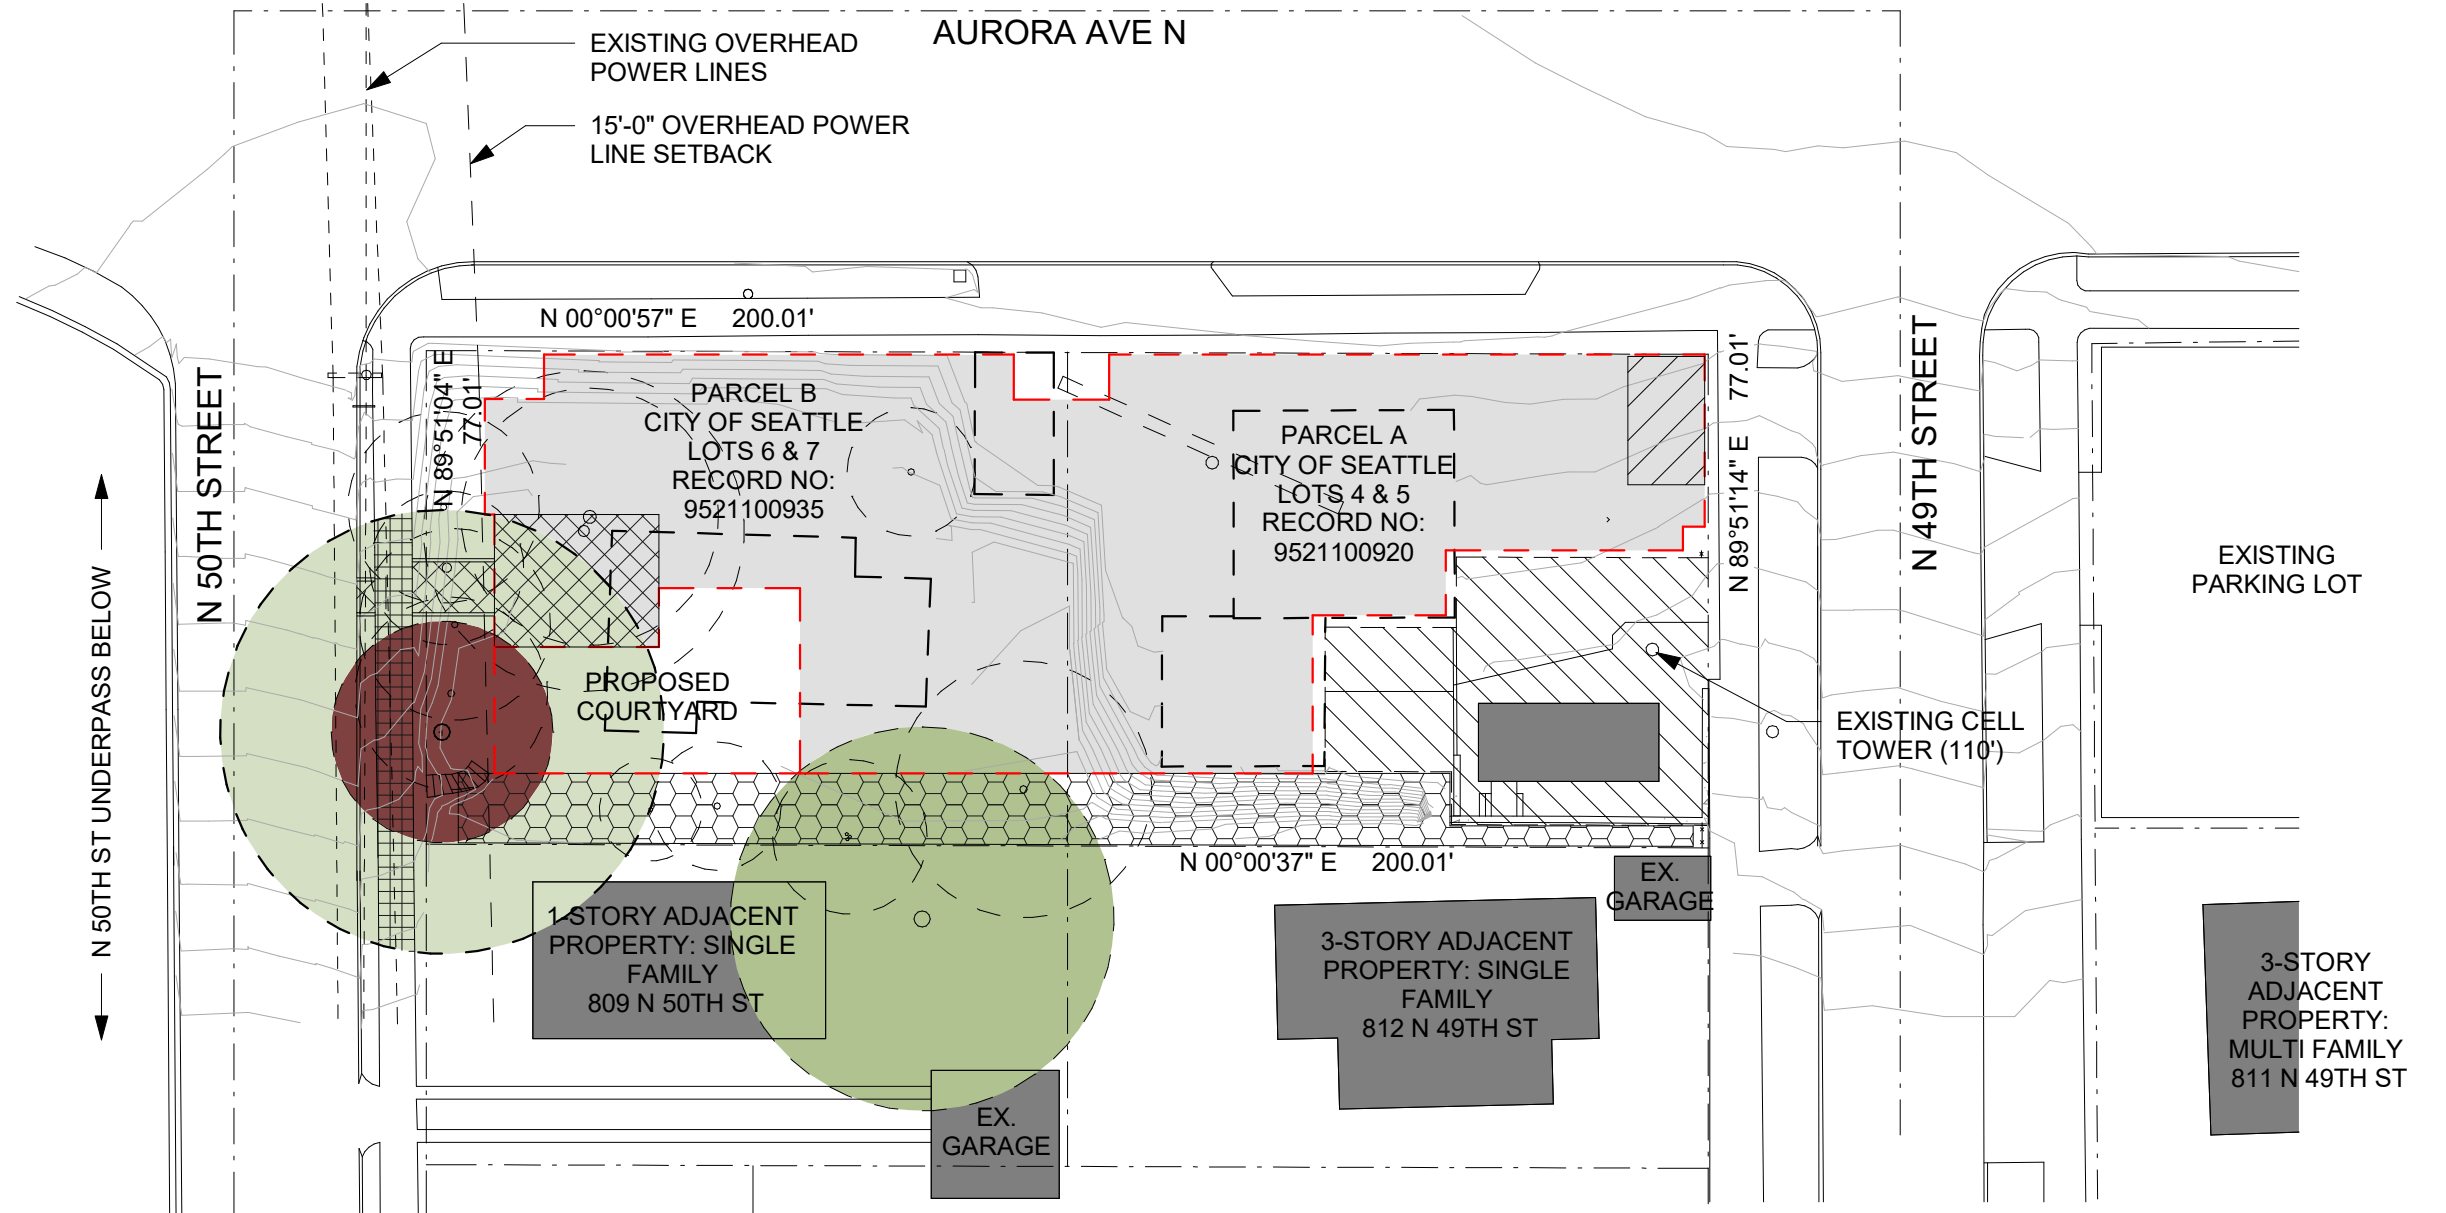 AURORA AVE N
EXISTING OVERHEAD
POWER LINES
15'-0" OVERHEAD POWER
LINE SETBACK
N 00°00'57" E 200.01'
N 89°51'04" E
77.01'
PARCEL B
CITY OF SEATTLE
LOTS 6 & 7
RECORD NO:
9521100935
PARCEL A
CITY OF SEATTLE
LOTS 4 & 5
RECORD NO:
9521100920
N 89°51'14" E 77.01'
N 50TH STREET
N 49TH STREET
N 50TH ST UNDERPASS BELOW
EXISTING
PARKING LOT
PROPOSED
COURTYARD
EXISTING CELL
TOWER (110')
N 00°00'37" E 200.01'
EX.
GARAGE
1-STORY ADJACENT
PROPERTY: SINGLE
FAMILY
809 N 50TH ST
3-STORY ADJACENT
PROPERTY: SINGLE
FAMILY
812 N 49TH ST
3-STORY
ADJACENT
PROPERTY:
MULTI FAMILY
811 N 49TH ST
EX.
GARAGE